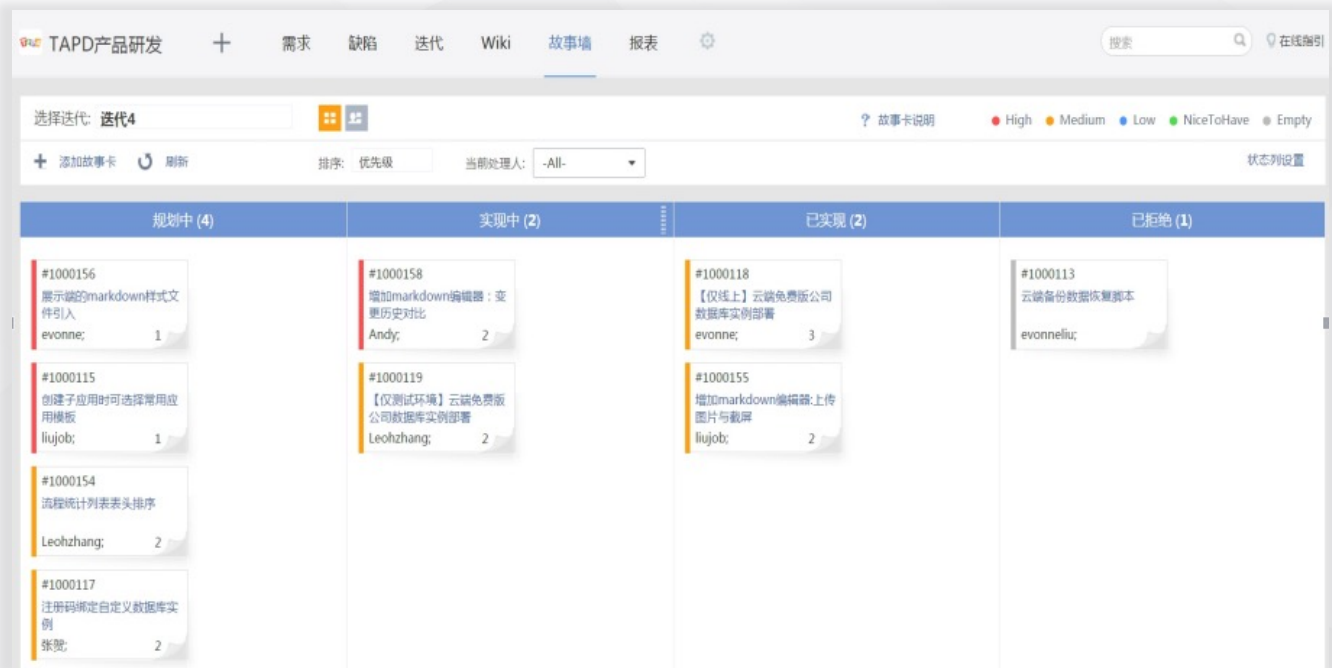 TAPD产品研发
需求 缺陷 迭代 Wiki 故事墙 报表
搜索
在线指引
选择迭代: 迭代4
? 故事卡说明
High Medium Low NiceToHave Empty
添加故事卡 刷新
排序: 优先级
当前处理人: -All-
状态列设置
规划中 (4)
#1000156
展示端的markdown样式文
件引入
evonne; 1
#1000115
创建子应用时可选择常用应
用模板
liujob; 1
#1000154
流程统计列表表头排序
Leohzhang; 2
#1000117
注册码绑定自定义数据库实
例
张贺; 2
实现中 (2)
#1000158
增加markdown编辑器：变
更历史对比
Andy; 2
#1000119
【仅测试环境】云端免费版
公司数据库实例部署
Leohzhang; 2
已实现 (2)
#1000118
【仅线上】云端免费版公司
数据库实例部署
evonne; 3
#1000155
增加markdown编辑器:上传
图片与截屏
liujob; 2
已拒绝 (1)
#1000113
云端备份数据恢复脚本
evonneliu;